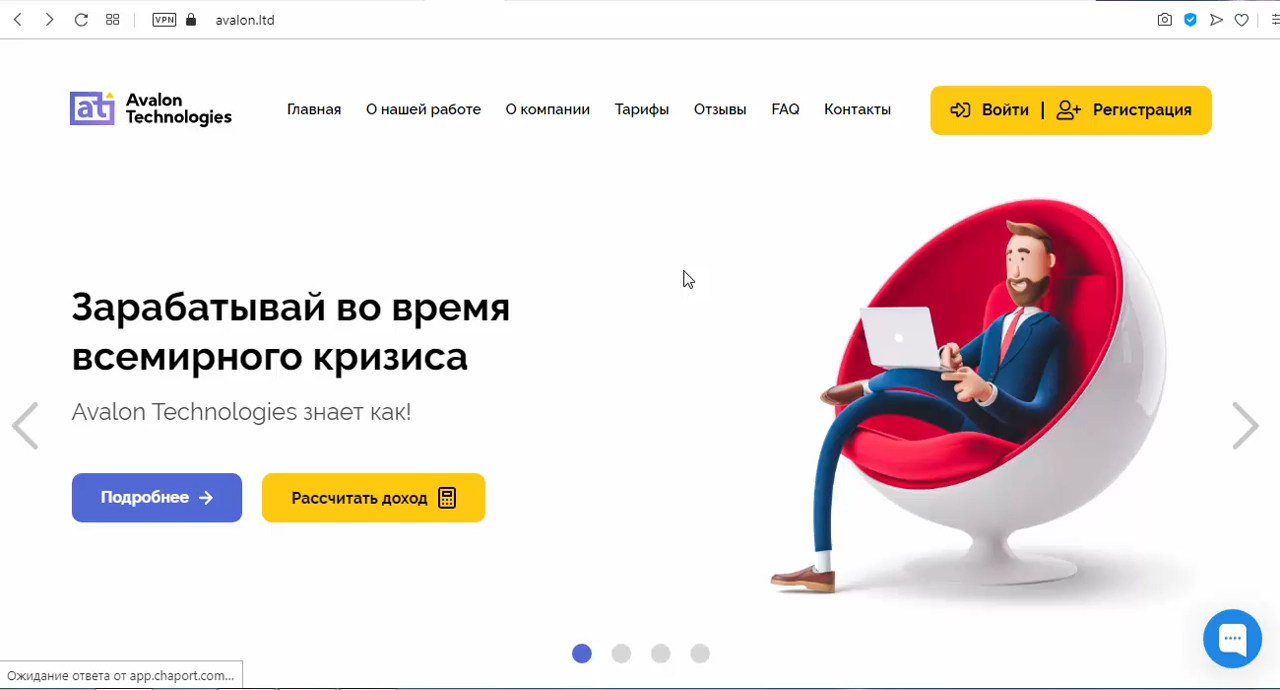 VPN
avalon.ltd
at
Avalon
Technologies
Главная
О нашей работе
О компании
Тарифы
Отзывы
FAQ
Контакты
Войти | Регистрация
Зарабатывай во время
всемирного кризиса
Avalon Technologies знает как!
Подробнее
Рассчитать доход
Ожидание ответа от app.chaport.com...